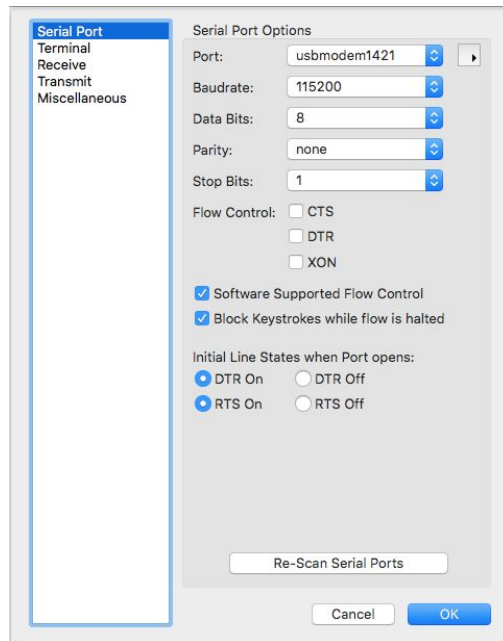 Serial Port
Terminal
Receive
Transmit
Miscellaneous
Serial Port Options
Port: usbmodem1421
Baudrate: 115200
Data Bits: 8
Parity: none
Stop Bits: 1
Flow Control: CTS
DTR
XON
Software Supported Flow Control
Block Keystrokes while flow is halted
Initial Line States when Port opens:
DTR On DTR Off
RTS On RTS Off
Re-Scan Serial Ports
Cancel OK